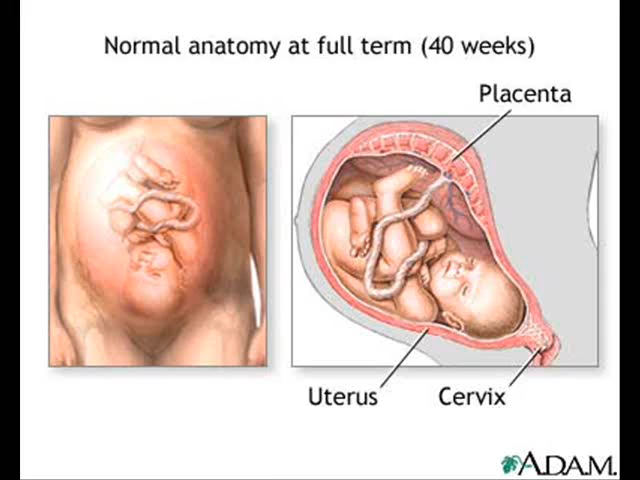 Normal anatomy at full term (40 weeks)
Placenta
Uterus
Cervix
A.D.A.M.